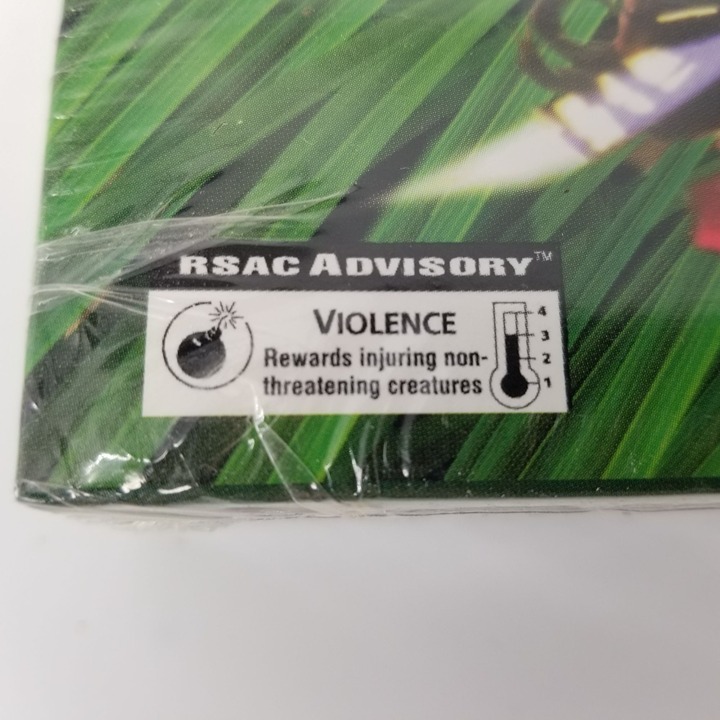 RSAC ADVISORY™
VIOLENCE
Rewards injuring non-
threatening creatures
4
3
2
1